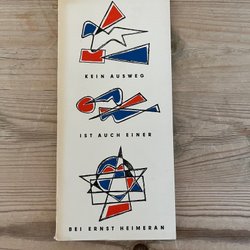 KEIN AUSWEG
IST AUCH EINER
BEI ERNST HEIMERAN